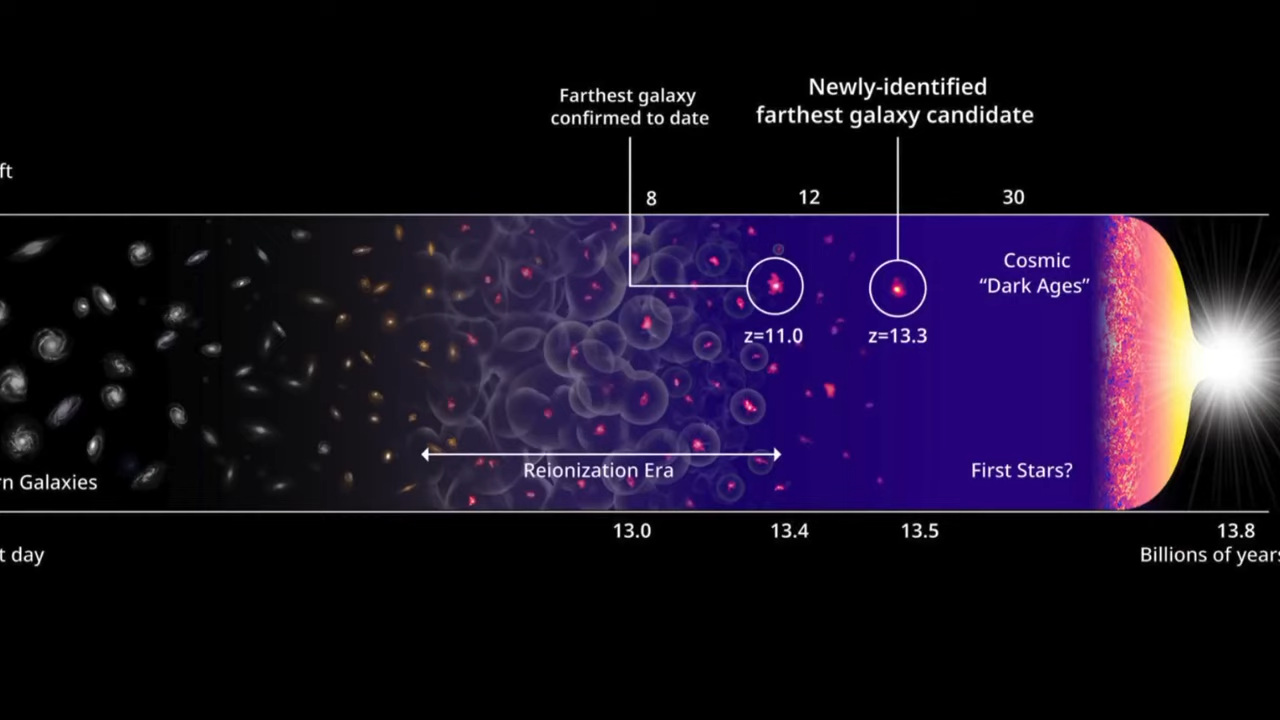 Farthest galaxy
confirmed to date
Newly-identified
farthest galaxy candidate
ft
8
12
30
Cosmic
“Dark Ages”
z=11.0
z=13.3
Reionization Era
First Stars?
rn Galaxies
13.0
13.4
13.5
13.8
t day
Billions of years